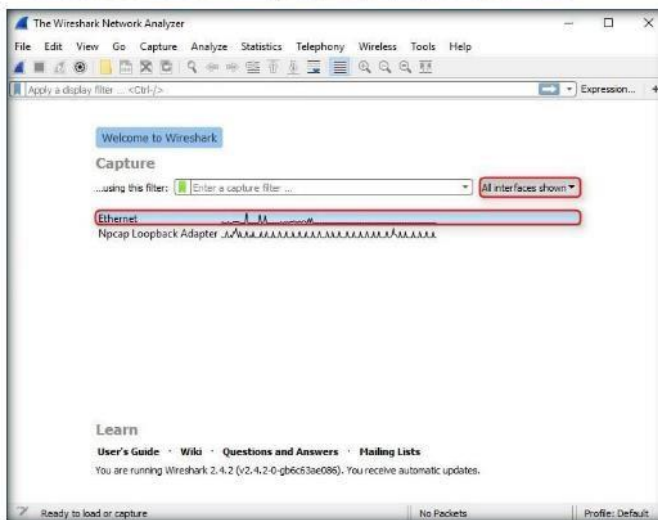 The Wireshark Network Analyzer
File Edit View Go Capture Analyze Statistics Telephony Wireless Tools Help
Apply a display filter ... <Ctrl-/> Expression... +
Welcome to Wireshark
Capture
...using this filter: Enter a capture filter ... All interfaces shown
Ethernet
Npcap Loopback Adapter
Learn
User's Guide · Wiki · Questions and Answers · Mailing Lists
You are running Wireshark 2.4.2 (v2.4.2-0-gb6c63ae086). You receive automatic updates.
Ready to load or capture No Packets Profile: Default